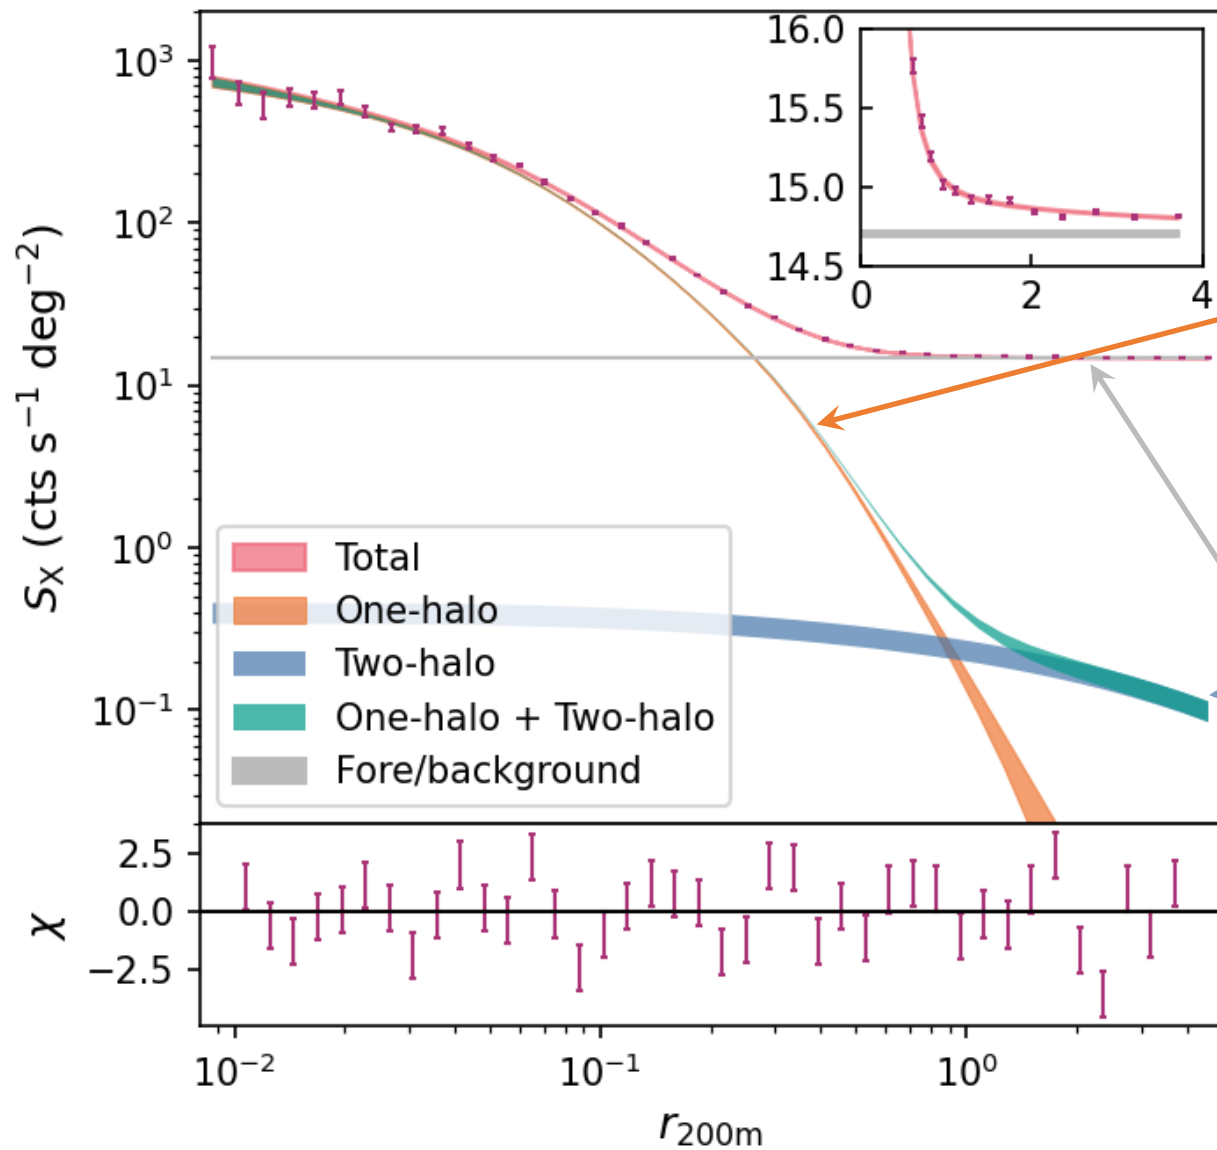 10³
10²
10¹
10⁰
10⁻¹
S_X (cts s⁻¹ deg⁻²)
16.0
15.5
15.0
14.5
0 2 4
Total
One-halo
Two-halo
One-halo + Two-halo
Fore/background
2.5
0.0
−2.5
χ
10⁻² 10⁻¹ 10⁰
r₂₀₀ₘ